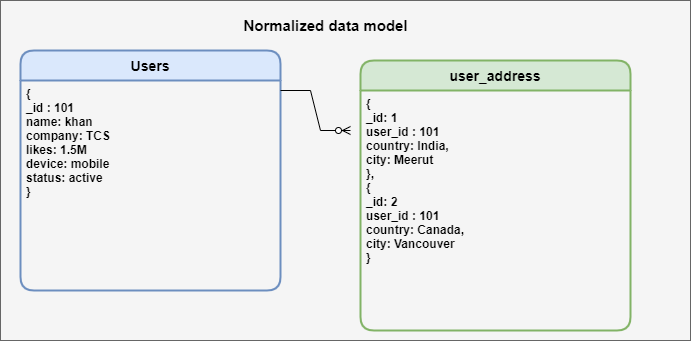 Normalized data model
Users
{
_id : 101
name: khan
company: TCS
likes: 1.5M
device: mobile
status: active
}
user_address
{
_id: 1
user_id : 101
country: India,
city: Meerut
},
{
_id: 2
user_id : 101
country: Canada,
city: Vancouver
}